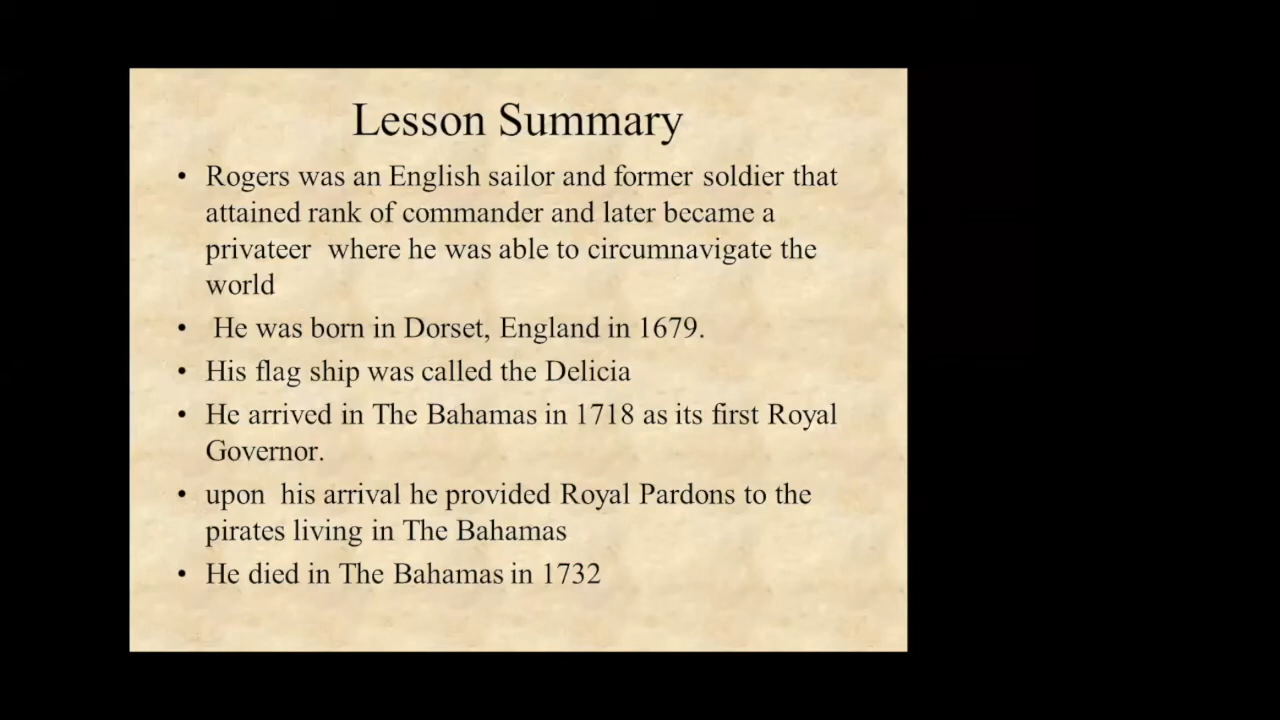 Lesson Summary
• Rogers was an English sailor and former soldier that
attained rank of commander and later became a
privateer  where he was able to circumnavigate the
world
•  He was born in Dorset, England in 1679.
• His flag ship was called the Delicia
• He arrived in The Bahamas in 1718 as its first Royal
Governor.
• upon  his arrival he provided Royal Pardons to the
pirates living in The Bahamas
• He died in The Bahamas in 1732